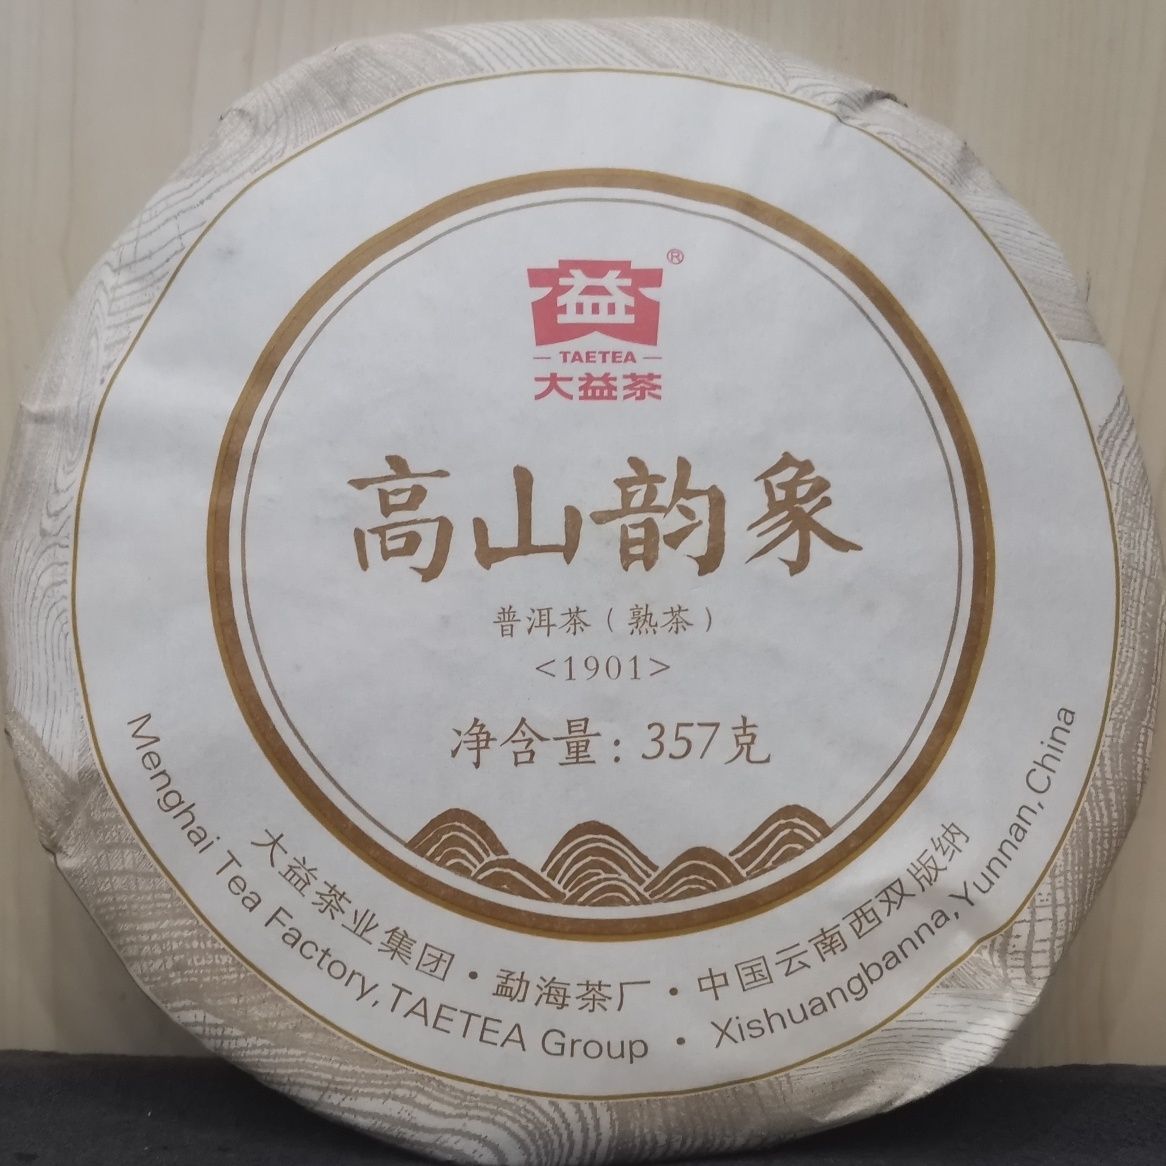 益®
TAETEA
大益茶
高山韵象
普洱茶（熟茶）
<1901>
净含量：357克
大益茶业集团·勐海茶厂·中国云南西双版纳
Menghai Tea Factory, TAETEA Group · Xishuangbanna, Yunnan, China